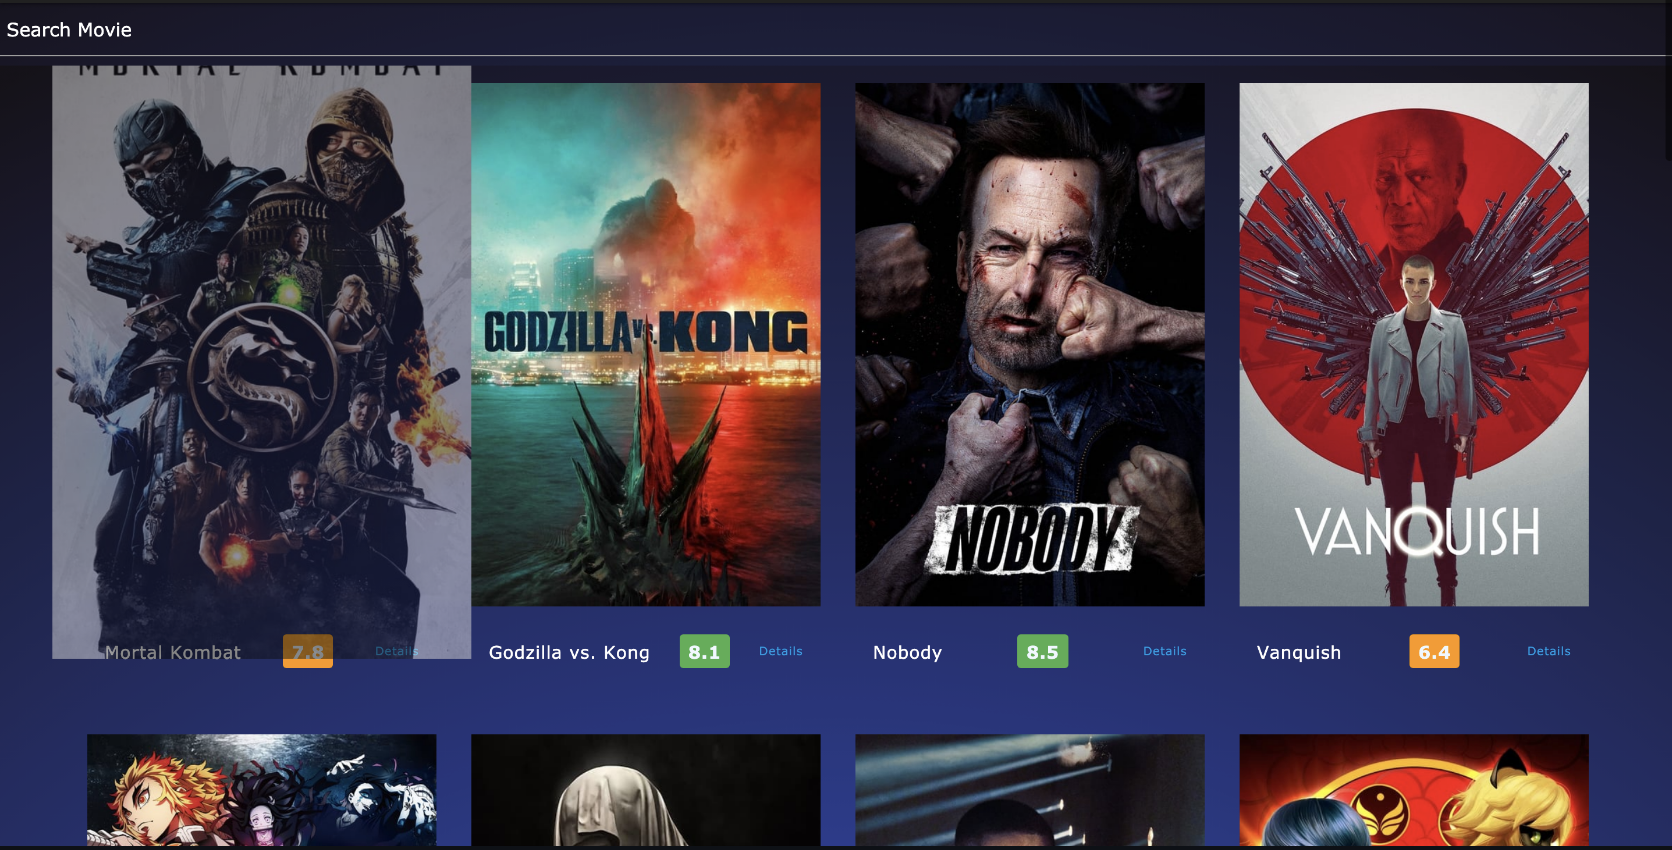 Search Movie
MORTAL KOMBAT
GODZILLA vs. KONG
NOBODY
VANQUISH
Mortal Kombat 7.8 Details
Godzilla vs. Kong 8.1 Details
Nobody 8.5 Details
Vanquish 6.4 Details